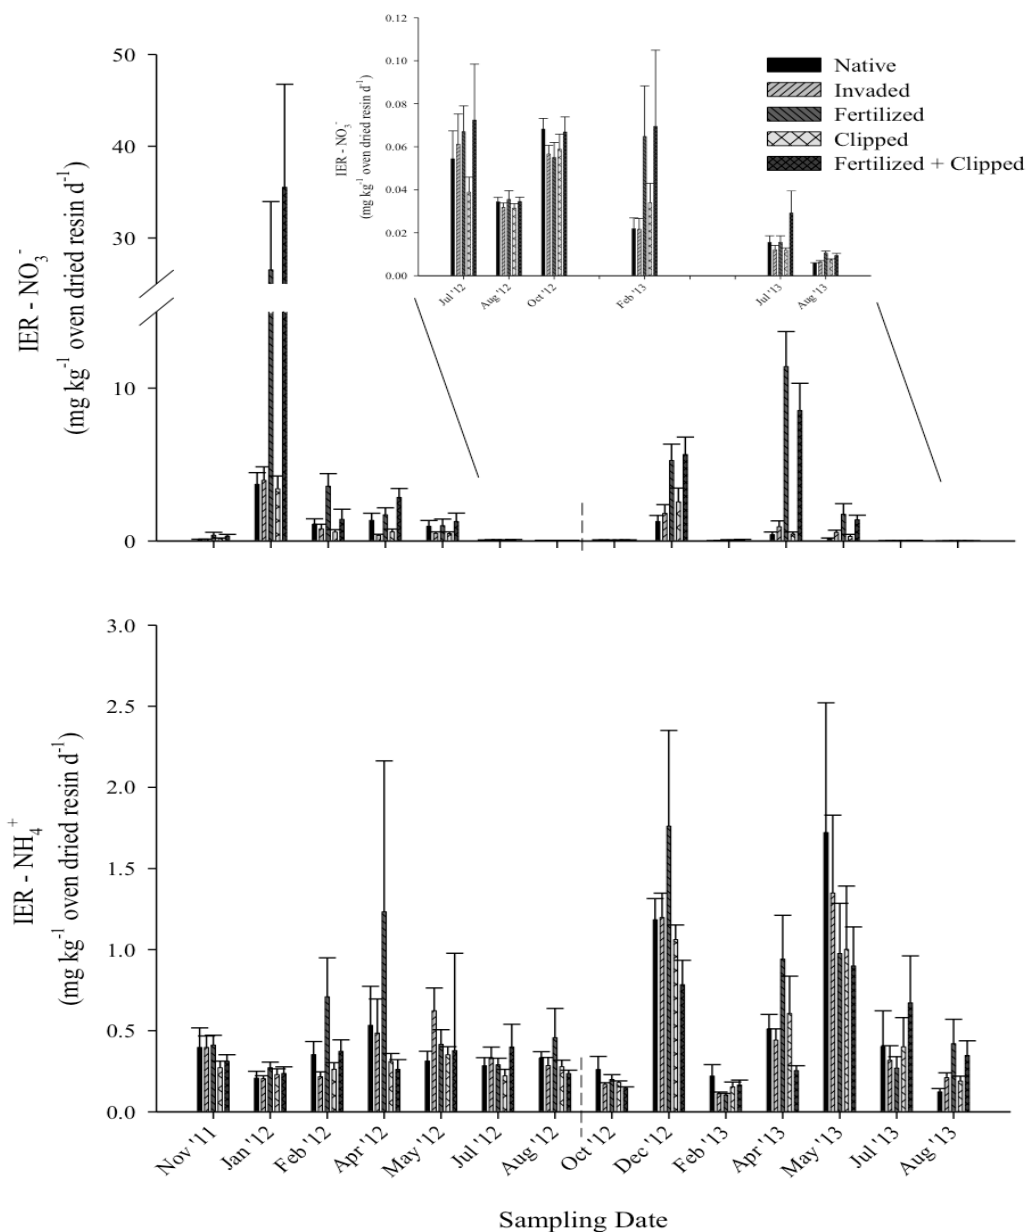 50
40
30
10
0
IER - NO₃⁻
(mg kg⁻¹ oven dried resin d⁻¹)
0.12
0.10
0.08
0.06
0.04
0.02
0.00
IER - NO₃⁻
(mg kg⁻¹ oven dried resin d⁻¹)
Jul '12
Aug '12
Oct '12
Feb '13
Jul '13
Aug '13
Native
Invaded
Fertilized
Clipped
Fertilized + Clipped
3.0
2.5
2.0
1.5
1.0
0.5
0.0
IER - NH₄⁺
(mg kg⁻¹ oven dried resin d⁻¹)
Nov '11
Jan '12
Feb '12
Apr '12
May '12
Jul '12
Aug '12
Oct '12
Dec '12
Feb '13
Apr '13
May '13
Jul '13
Aug '13
Sampling Date